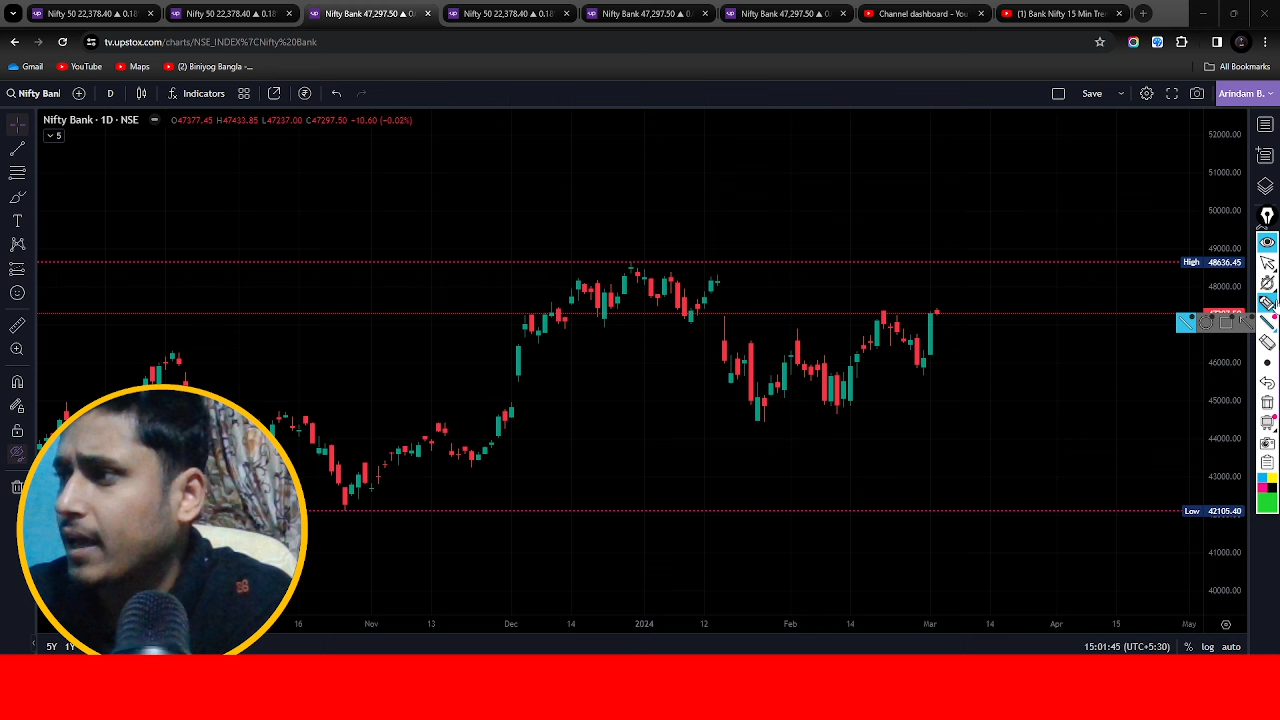 Nifty 50 22,378.40 ▲ 0.18
Nifty 50 22,378.40 ▲ 0.18
Nifty Bank 47,297.50 ▲ 0.
Nifty 50 22,378.40 ▲ 0.18
Nifty Bank 47,297.50 ▲ 0.
Nifty Bank 47,297.50 ▲ 0.
Channel dashboard - You
(1) Bank Nifty 15 Min Tre
tv.upstox.com/charts/NSE_INDEX%7CNifty%20Bank
Gmail YouTube Maps (2) Biniyog Bangla -... All Bookmarks
Nifty Banl D Indicators Save Arindam B.
Nifty Bank · 1D · NSE O47377.45 H47433.85 L47237.00 C47297.50 −10.60 (−0.02%)
5
52000.00
51000.00
50000.00
49000.00
High 48636.45
48000.00
46000.00
45000.00
44000.00
43000.00
Low 42105.40
41000.00
40000.00
16 Nov 13 Dec 14 2024 12 Feb 14 Mar 14 Apr 15 May
5Y 1Y 15:01:45 (UTC+5:30) % log auto